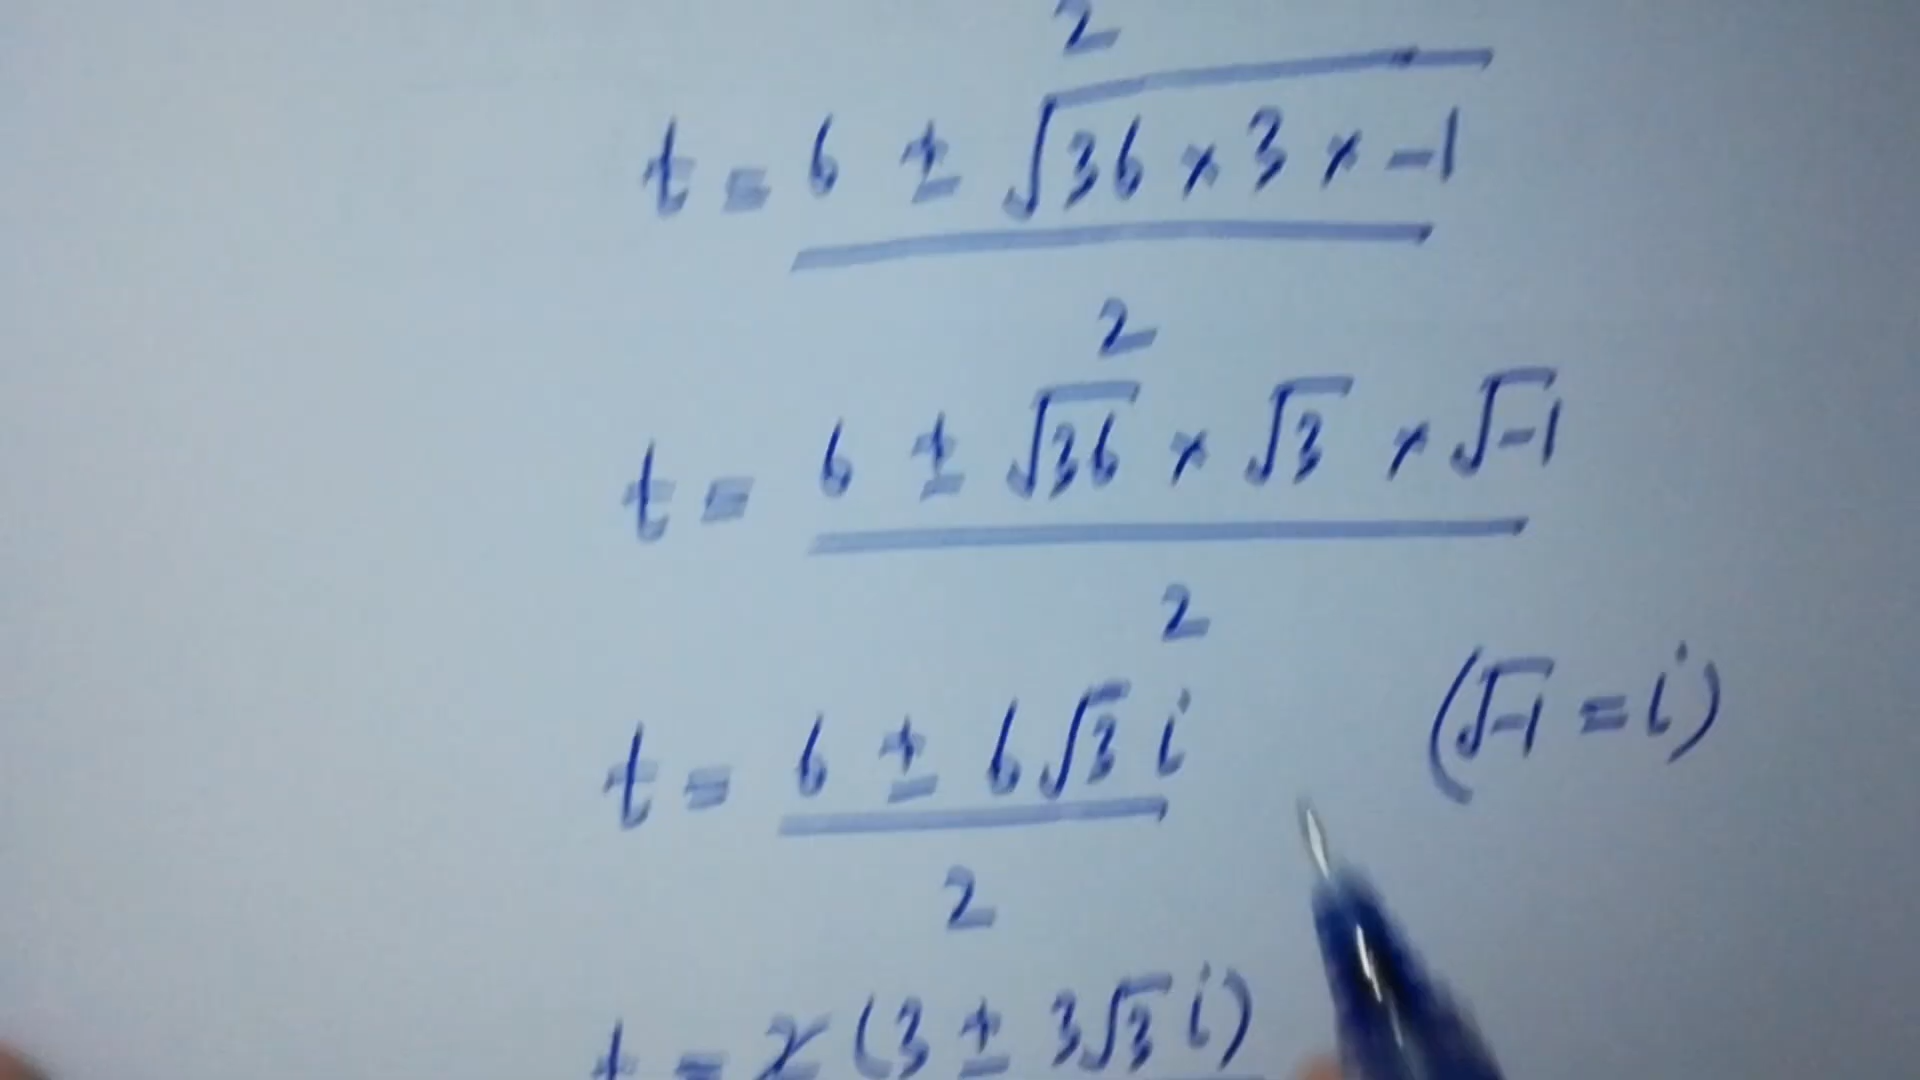 2
t = 6 ± √36 × 3 × -1
2
t = 6 ± √36 × √3 × √-1
2
t = 6 ± 6√3 i (√-1 = i)
2
t = 2 (3 ± 3√3 i)